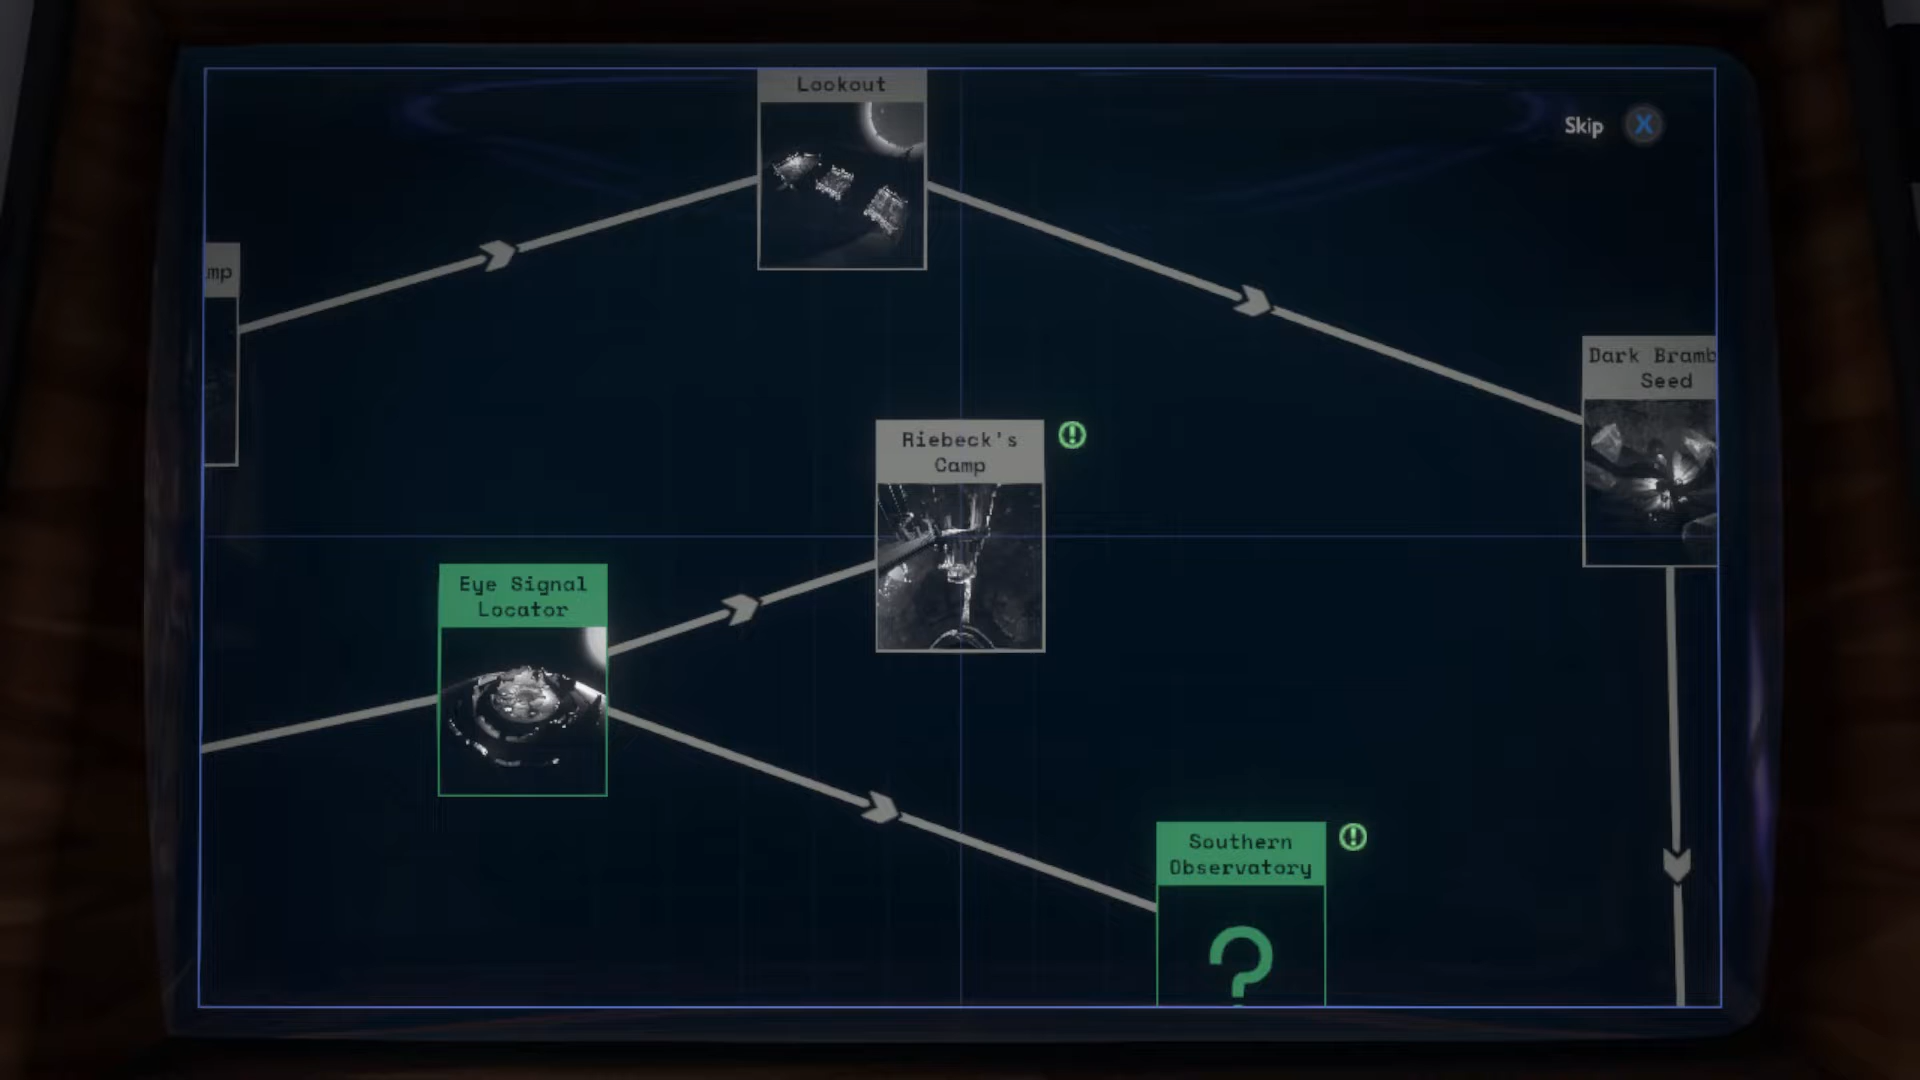 Lookout
Skip X
mp
Dark Bramb
Seed
Riebeck's
Camp
Eye Signal
Locator
Southern
Observatory
?